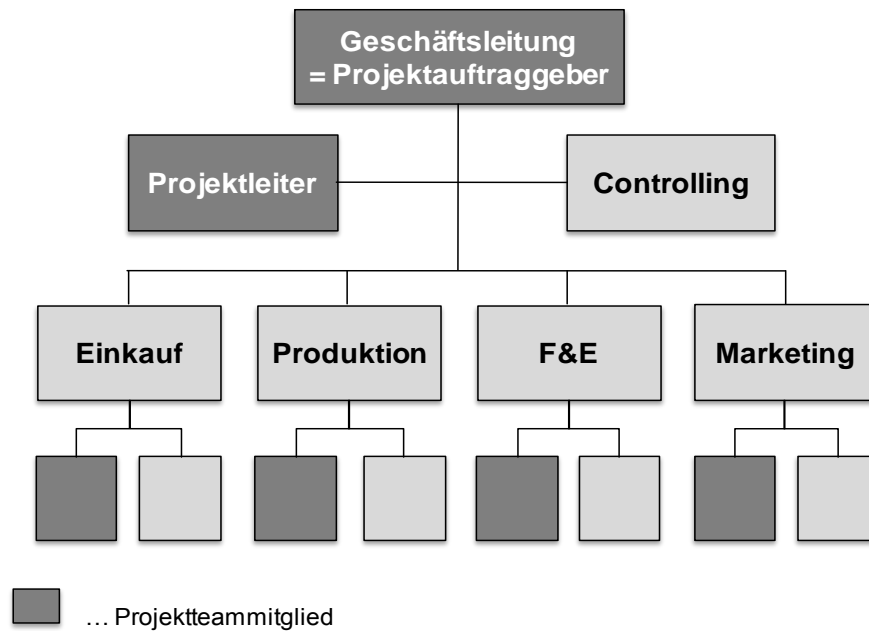 Geschäftsleitung
= Projektauftraggeber
Projektleiter
Controlling
Einkauf
Produktion
F&E
Marketing
... Projektteammitglied